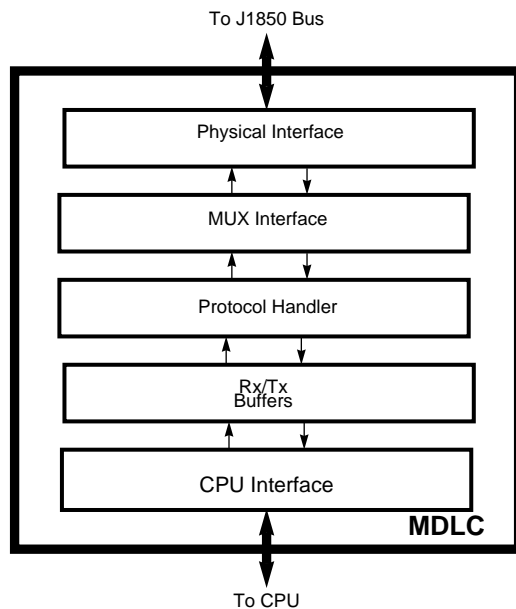 To J1850 Bus
Physical Interface
MUX Interface
Protocol Handler
Rx/Tx
Buffers
CPU Interface
MDLC
To CPU